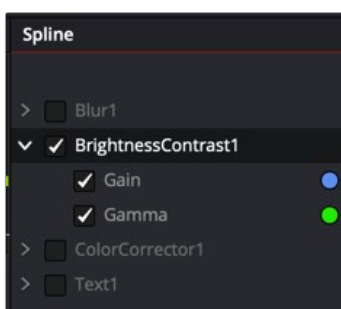 Spline
Blur1
BrightnessContrast1
Gain
Gamma
ColorCorrector1
Text1